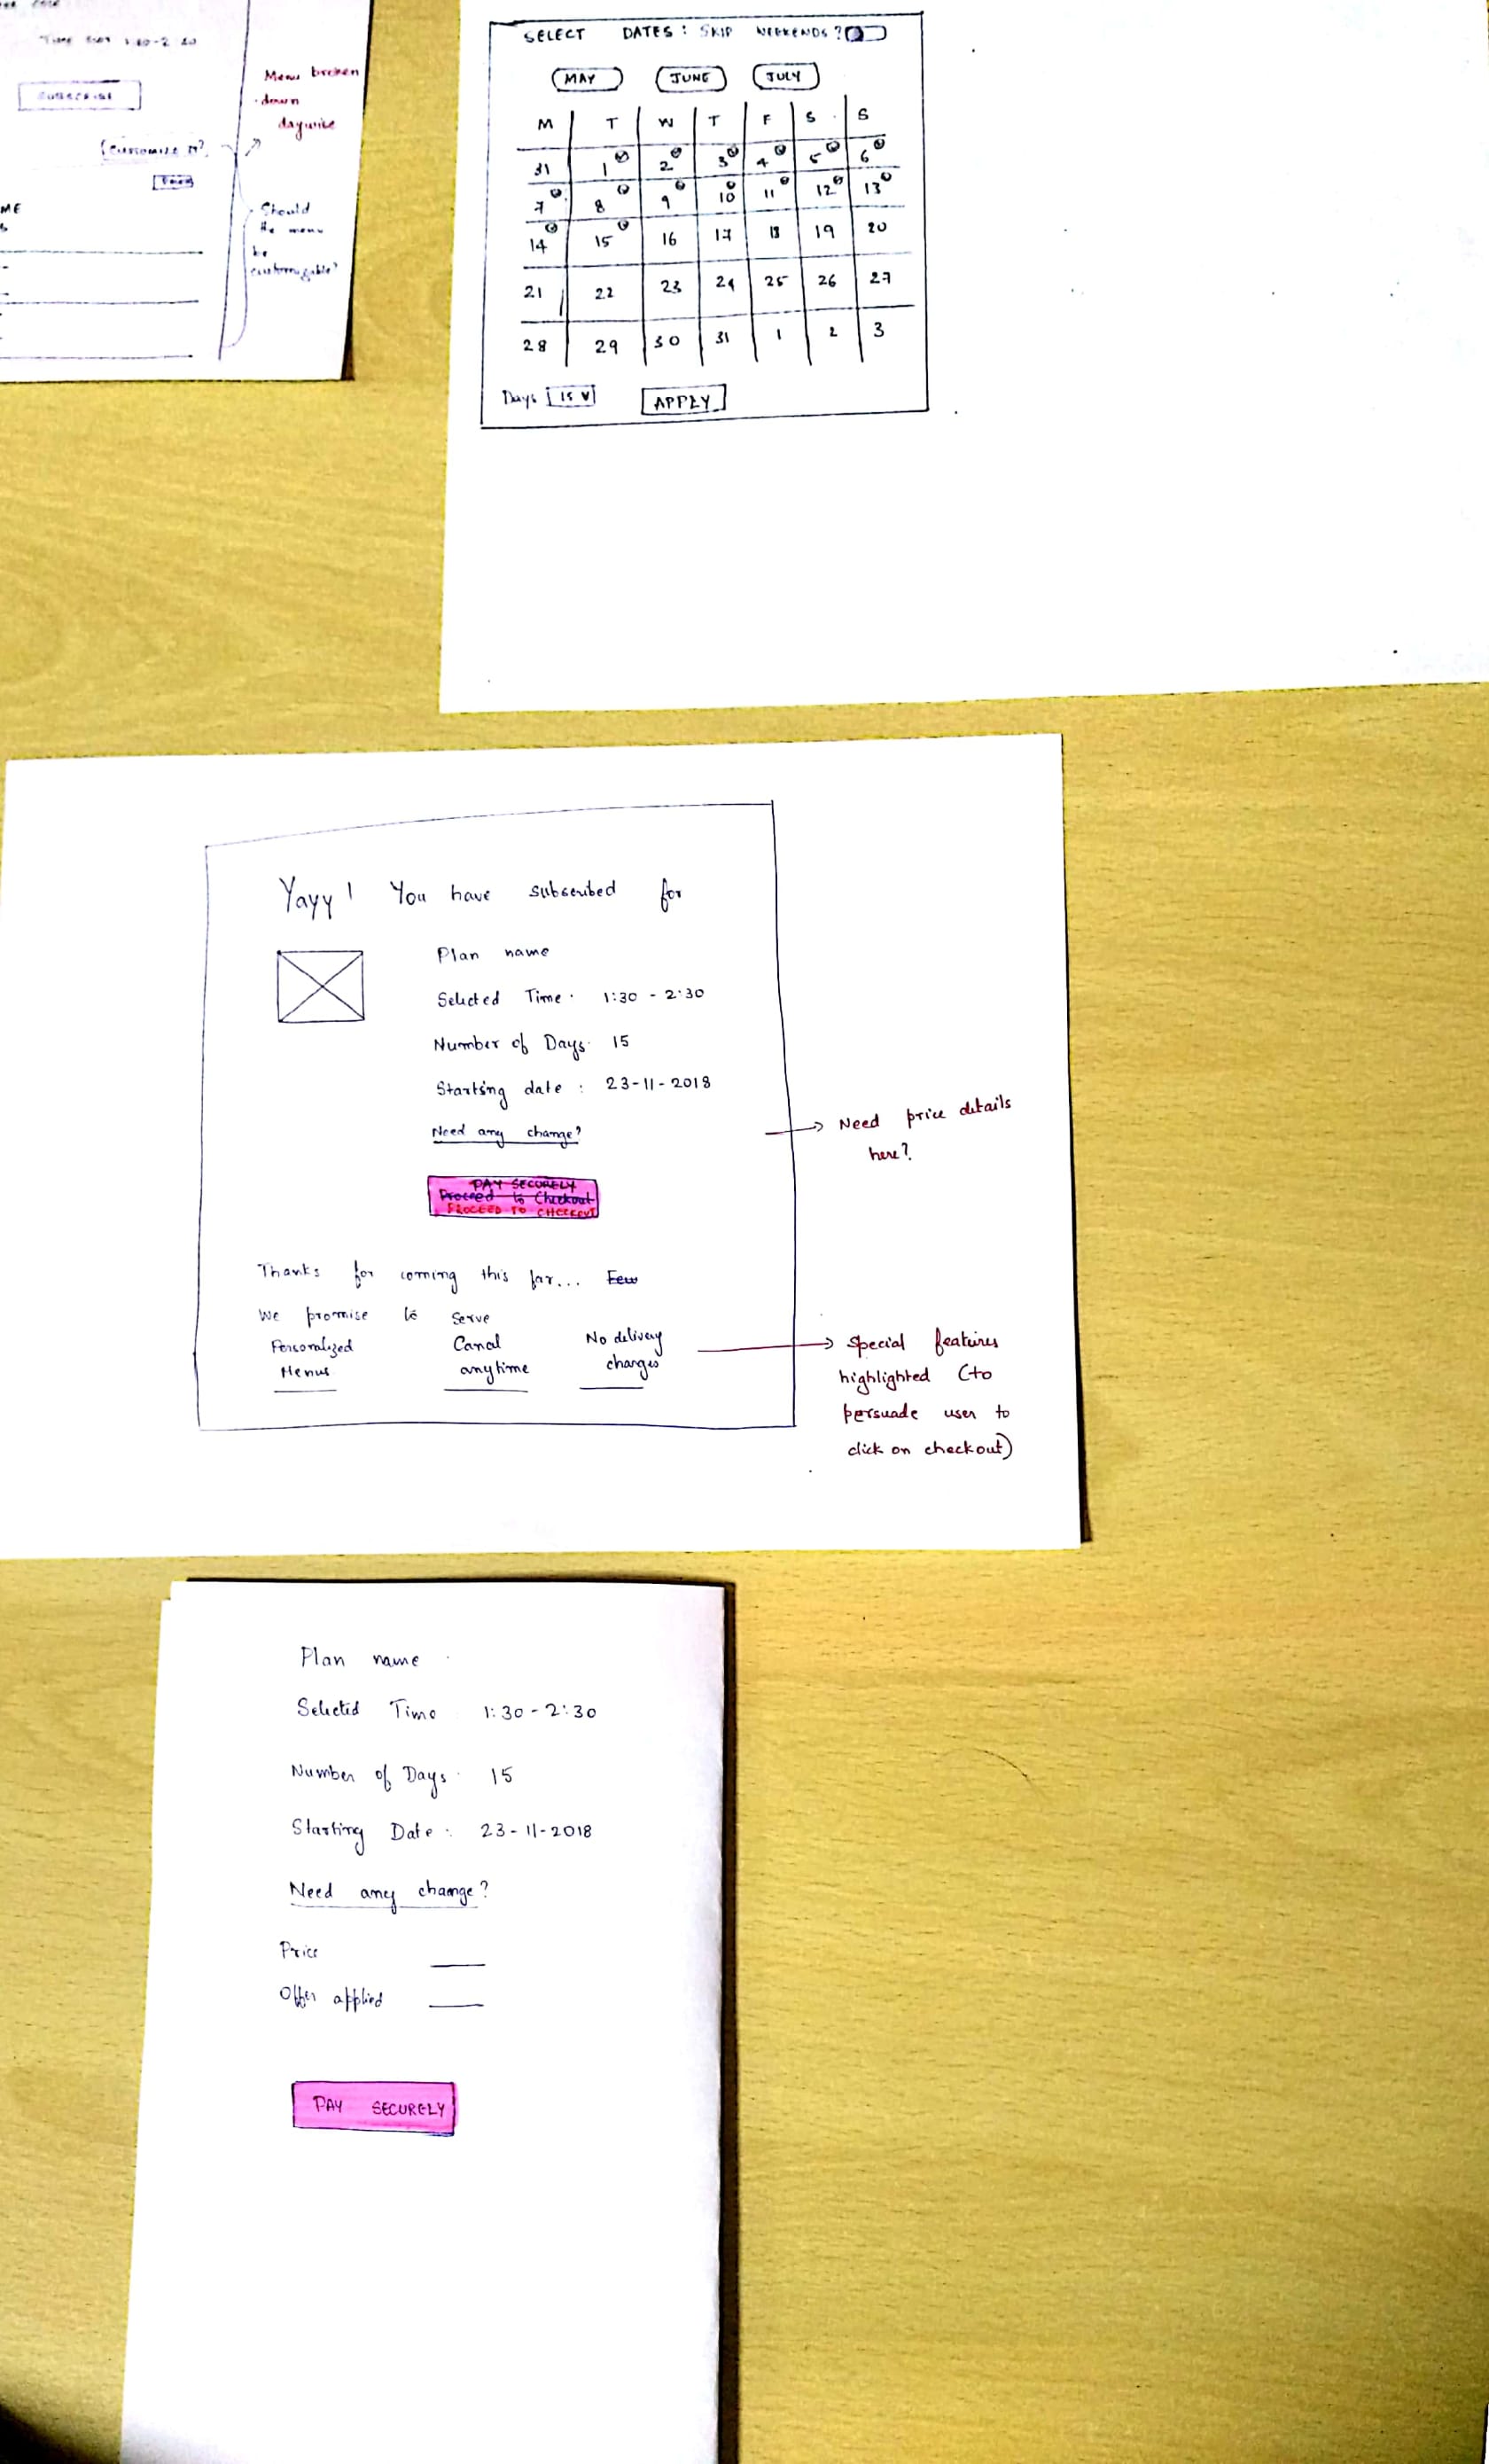 Menu broken
down
daywise
(Customize it?
Should
the menu
be
customizable?
ME
SELECT DATES: SKIP WEEKENDS?
MAY JUNE JULY
M T W T F S S
31 1 2 3 4 5 6
7 8 9 10 11 12 13
14 15 16 17 18 19 20
21 22 23 24 25 26 27
28 29 30 31 1 2 3
Days 15 APPLY
Yayy! You have subscribed for
Plan name
Selected Time: 1:30 - 2:30
Number of Days: 15
Starting date : 23-11-2018
Need any change?
PAY SECURELY
Proceed to Checkout
PROCEED TO CHECKOUT
Need price details
here?
Thanks for coming this far... Few
We promise to serve
Personalized
Menus
Cancel
anytime
No delivery
charges
Special features
highlighted (to
persuade user to
click on checkout)
Plan name
Selected Time 1:30 - 2:30
Number of Days: 15
Starting Date : 23-11-2018
Need any change?
Price
Offer applied
PAY SECURELY